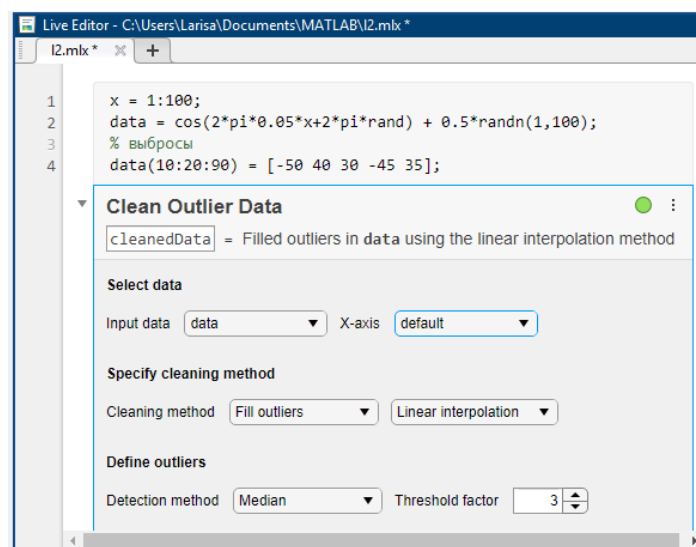 Live Editor - C:\Users\Larisa\Documents\MATLAB\l2.mlx *
l2.mlx * × +
1 x = 1:100;
2 data = cos(2*pi*0.05*x+2*pi*rand) + 0.5*randn(1,100);
3 % выбросы
4 data(10:20:90) = [-50 40 30 -45 35];
Clean Outlier Data
cleanedData = Filled outliers in data using the linear interpolation method
Select data
Input data data X-axis default
Specify cleaning method
Cleaning method Fill outliers Linear interpolation
Define outliers
Detection method Median Threshold factor 3